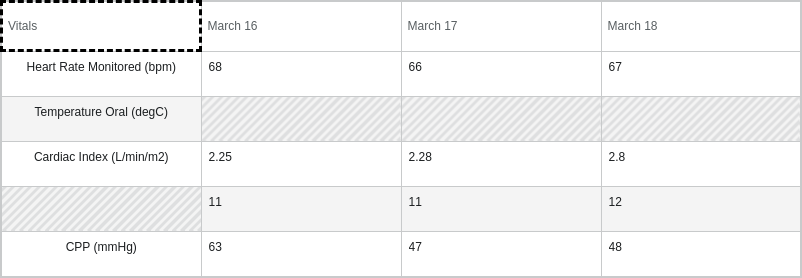 Vitals March 16 March 17 March 18
Heart Rate Monitored (bpm) 68 66 67
Temperature Oral (degC)
Cardiac Index (L/min/m2) 2.25 2.28 2.8
11 11 12
CPP (mmHg) 63 47 48